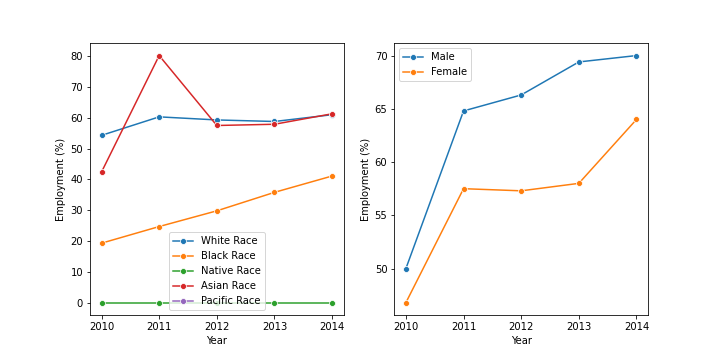 80
70
60
50
40
30
20
10
0
Employment (%)
White Race
Black Race
Native Race
Asian Race
Pacific Race
2010 2011 2012 2013 2014
Year
70
65
60
55
50
Employment (%)
Male
Female
2010 2011 2012 2013 2014
Year